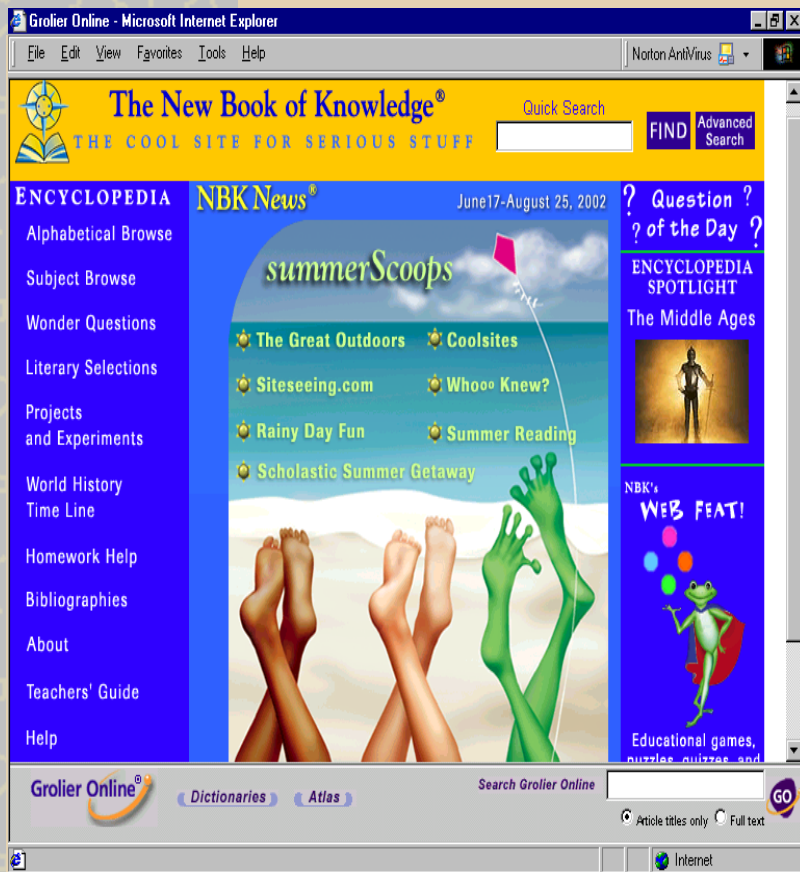 Grolier Online - Microsoft Internet Explorer
File Edit View Favorites Tools Help
Norton AntiVirus
The New Book of Knowledge®
THE COOL SITE FOR SERIOUS STUFF
Quick Search
FIND
Advanced
Search
ENCYCLOPEDIA
Alphabetical Browse
Subject Browse
Wonder Questions
Literary Selections
Projects
and Experiments
World History
Time Line
Homework Help
Bibliographies
About
Teachers' Guide
Help
NBK News®
June17-August 25, 2002
summerScoops
The Great Outdoors
Coolsites
Siteseeing.com
Whooo Knew?
Rainy Day Fun
Summer Reading
Scholastic Summer Getaway
? Question ?
? of the Day ?
ENCYCLOPEDIA
SPOTLIGHT
The Middle Ages
NBK's
WEB FEAT!
Educational games,
puzzles, quizzes, and
Grolier Online®
Dictionaries
Atlas
Search Grolier Online
GO
Article titles only
Full text
Internet